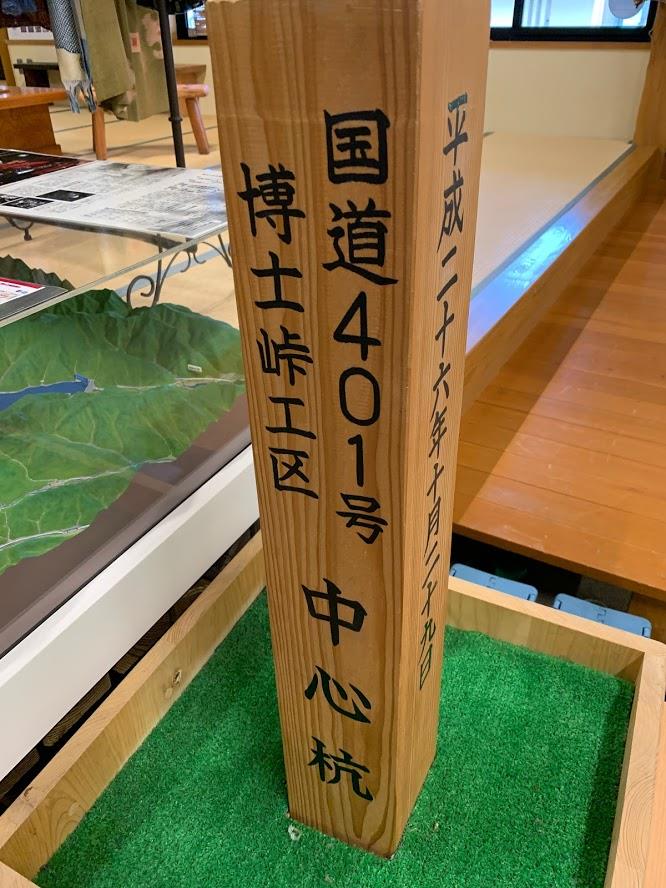 国道401号
博士峠工区
中心杭
平成二十六年十月二十九日